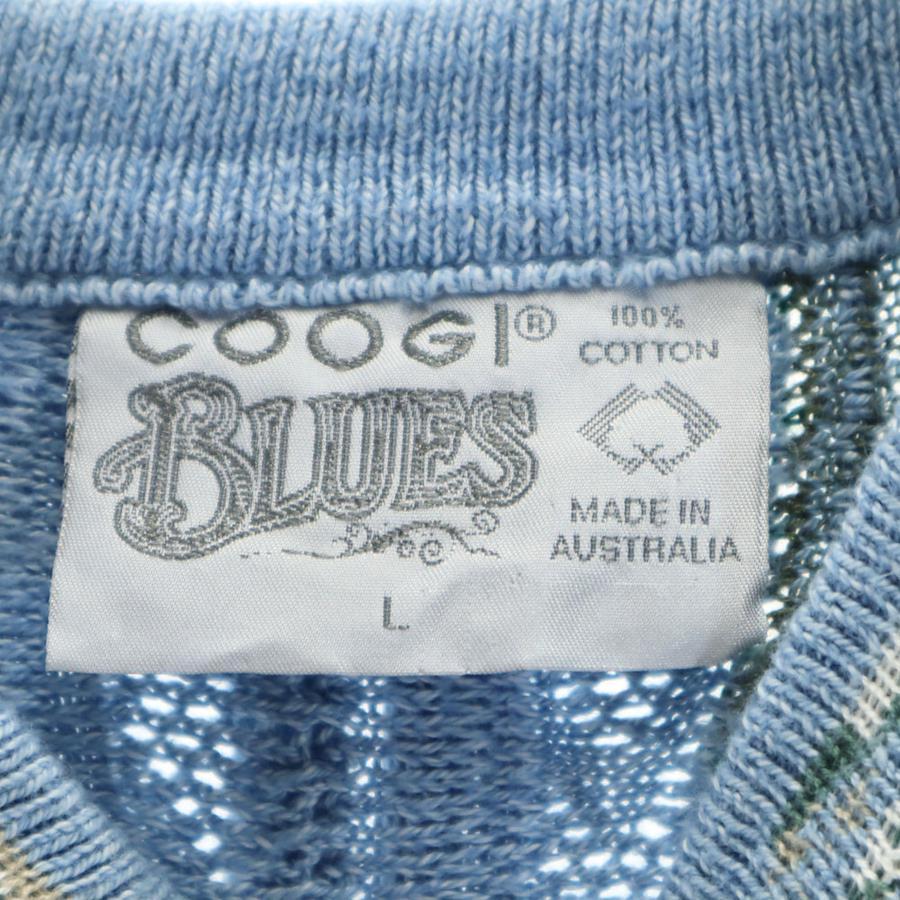 COOGI®
BLUES
L
100%
COTTON
MADE IN
AUSTRALIA